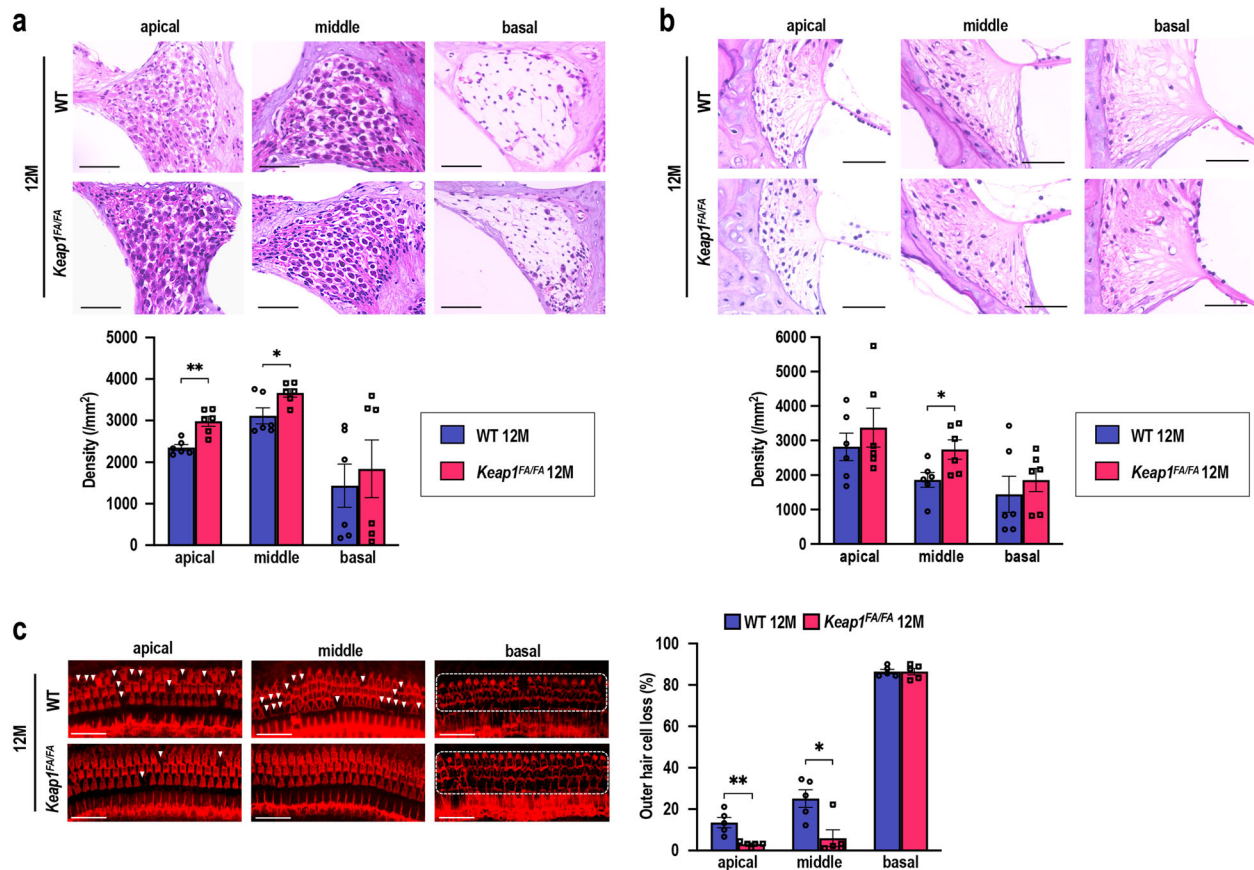 a
apical middle basal
12M
WT
Keap1FA/FA
Density (/mm2)
5000
4000
3000
2000
1000
0
** *
apical middle basal
WT 12M
Keap1FA/FA 12M
b
apical middle basal
12M
WT
Keap1FA/FA
Density (/mm2)
6000
5000
4000
3000
2000
1000
0
*
apical middle basal
WT 12M
Keap1FA/FA 12M
c
apical middle basal
12M
WT
Keap1FA/FA
WT 12M Keap1FA/FA 12M
Outer hair cell loss (%)
100
80
60
40
20
0
** *
apical middle basal